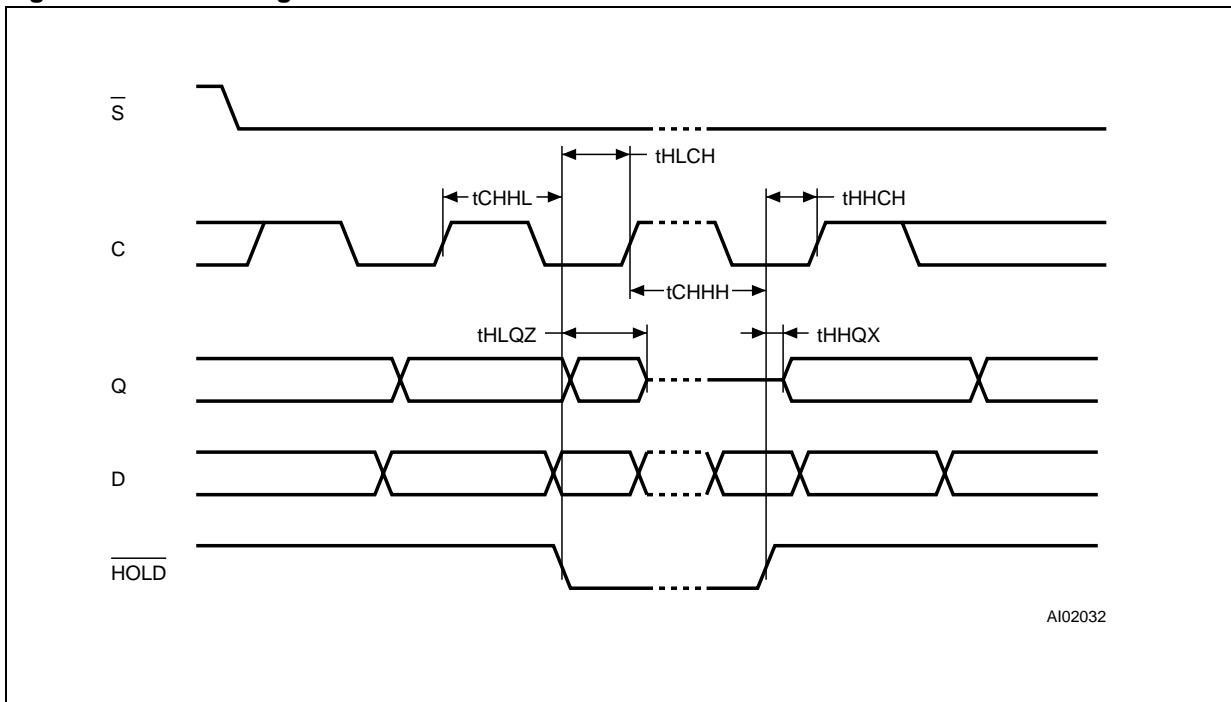 S
tHLCH
tCHHL
tHHCH
C
tCHHH
tHLQZ
tHHQX
Q
D
HOLD
AI02032